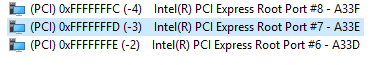 (PCI) 0xFFFFFFFC (-4) Intel(R) PCI Express Root Port #8 - A33F
(PCI) 0xFFFFFFFD (-3) Intel(R) PCI Express Root Port #7 - A33E
(PCI) 0xFFFFFFFE (-2) Intel(R) PCI Express Root Port #6 - A33D